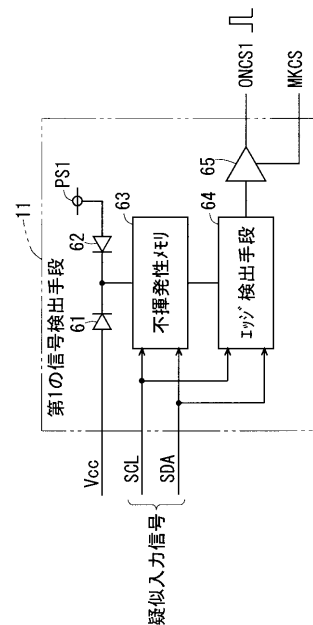 第1の信号検出手段
11
PS1
61
62
63
不揮発性メモリ
64
エッジ検出手段
65
Vcc
SCL
SDA
疑似入力信号
ONCS1
MKCS